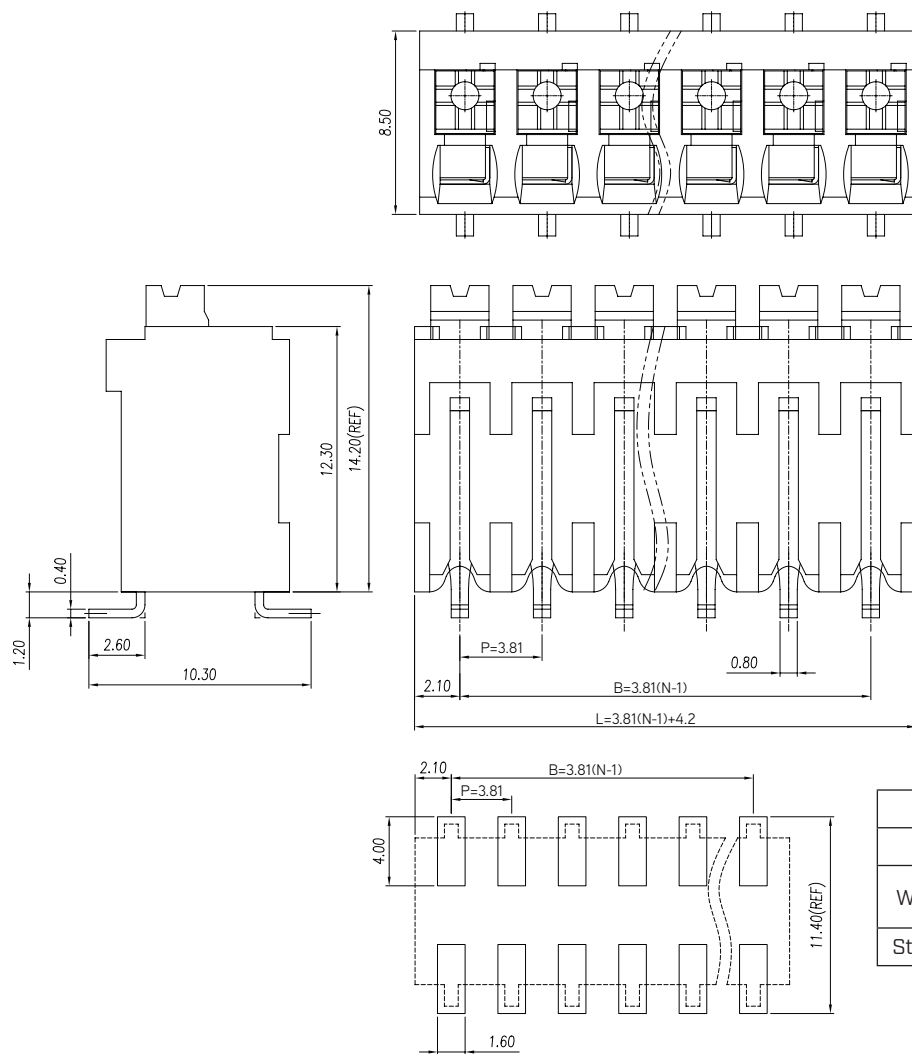 8.50
14.20(REF)
12.30
0.40
1.20
2.60
10.30
P=3.81
0.80
2.10
B=3.81(N-1)
L=3.81(N-1)+4.2
2.10
B=3.81(N-1)
P=3.81
4.00
11.40(REF)
1.60
W
St